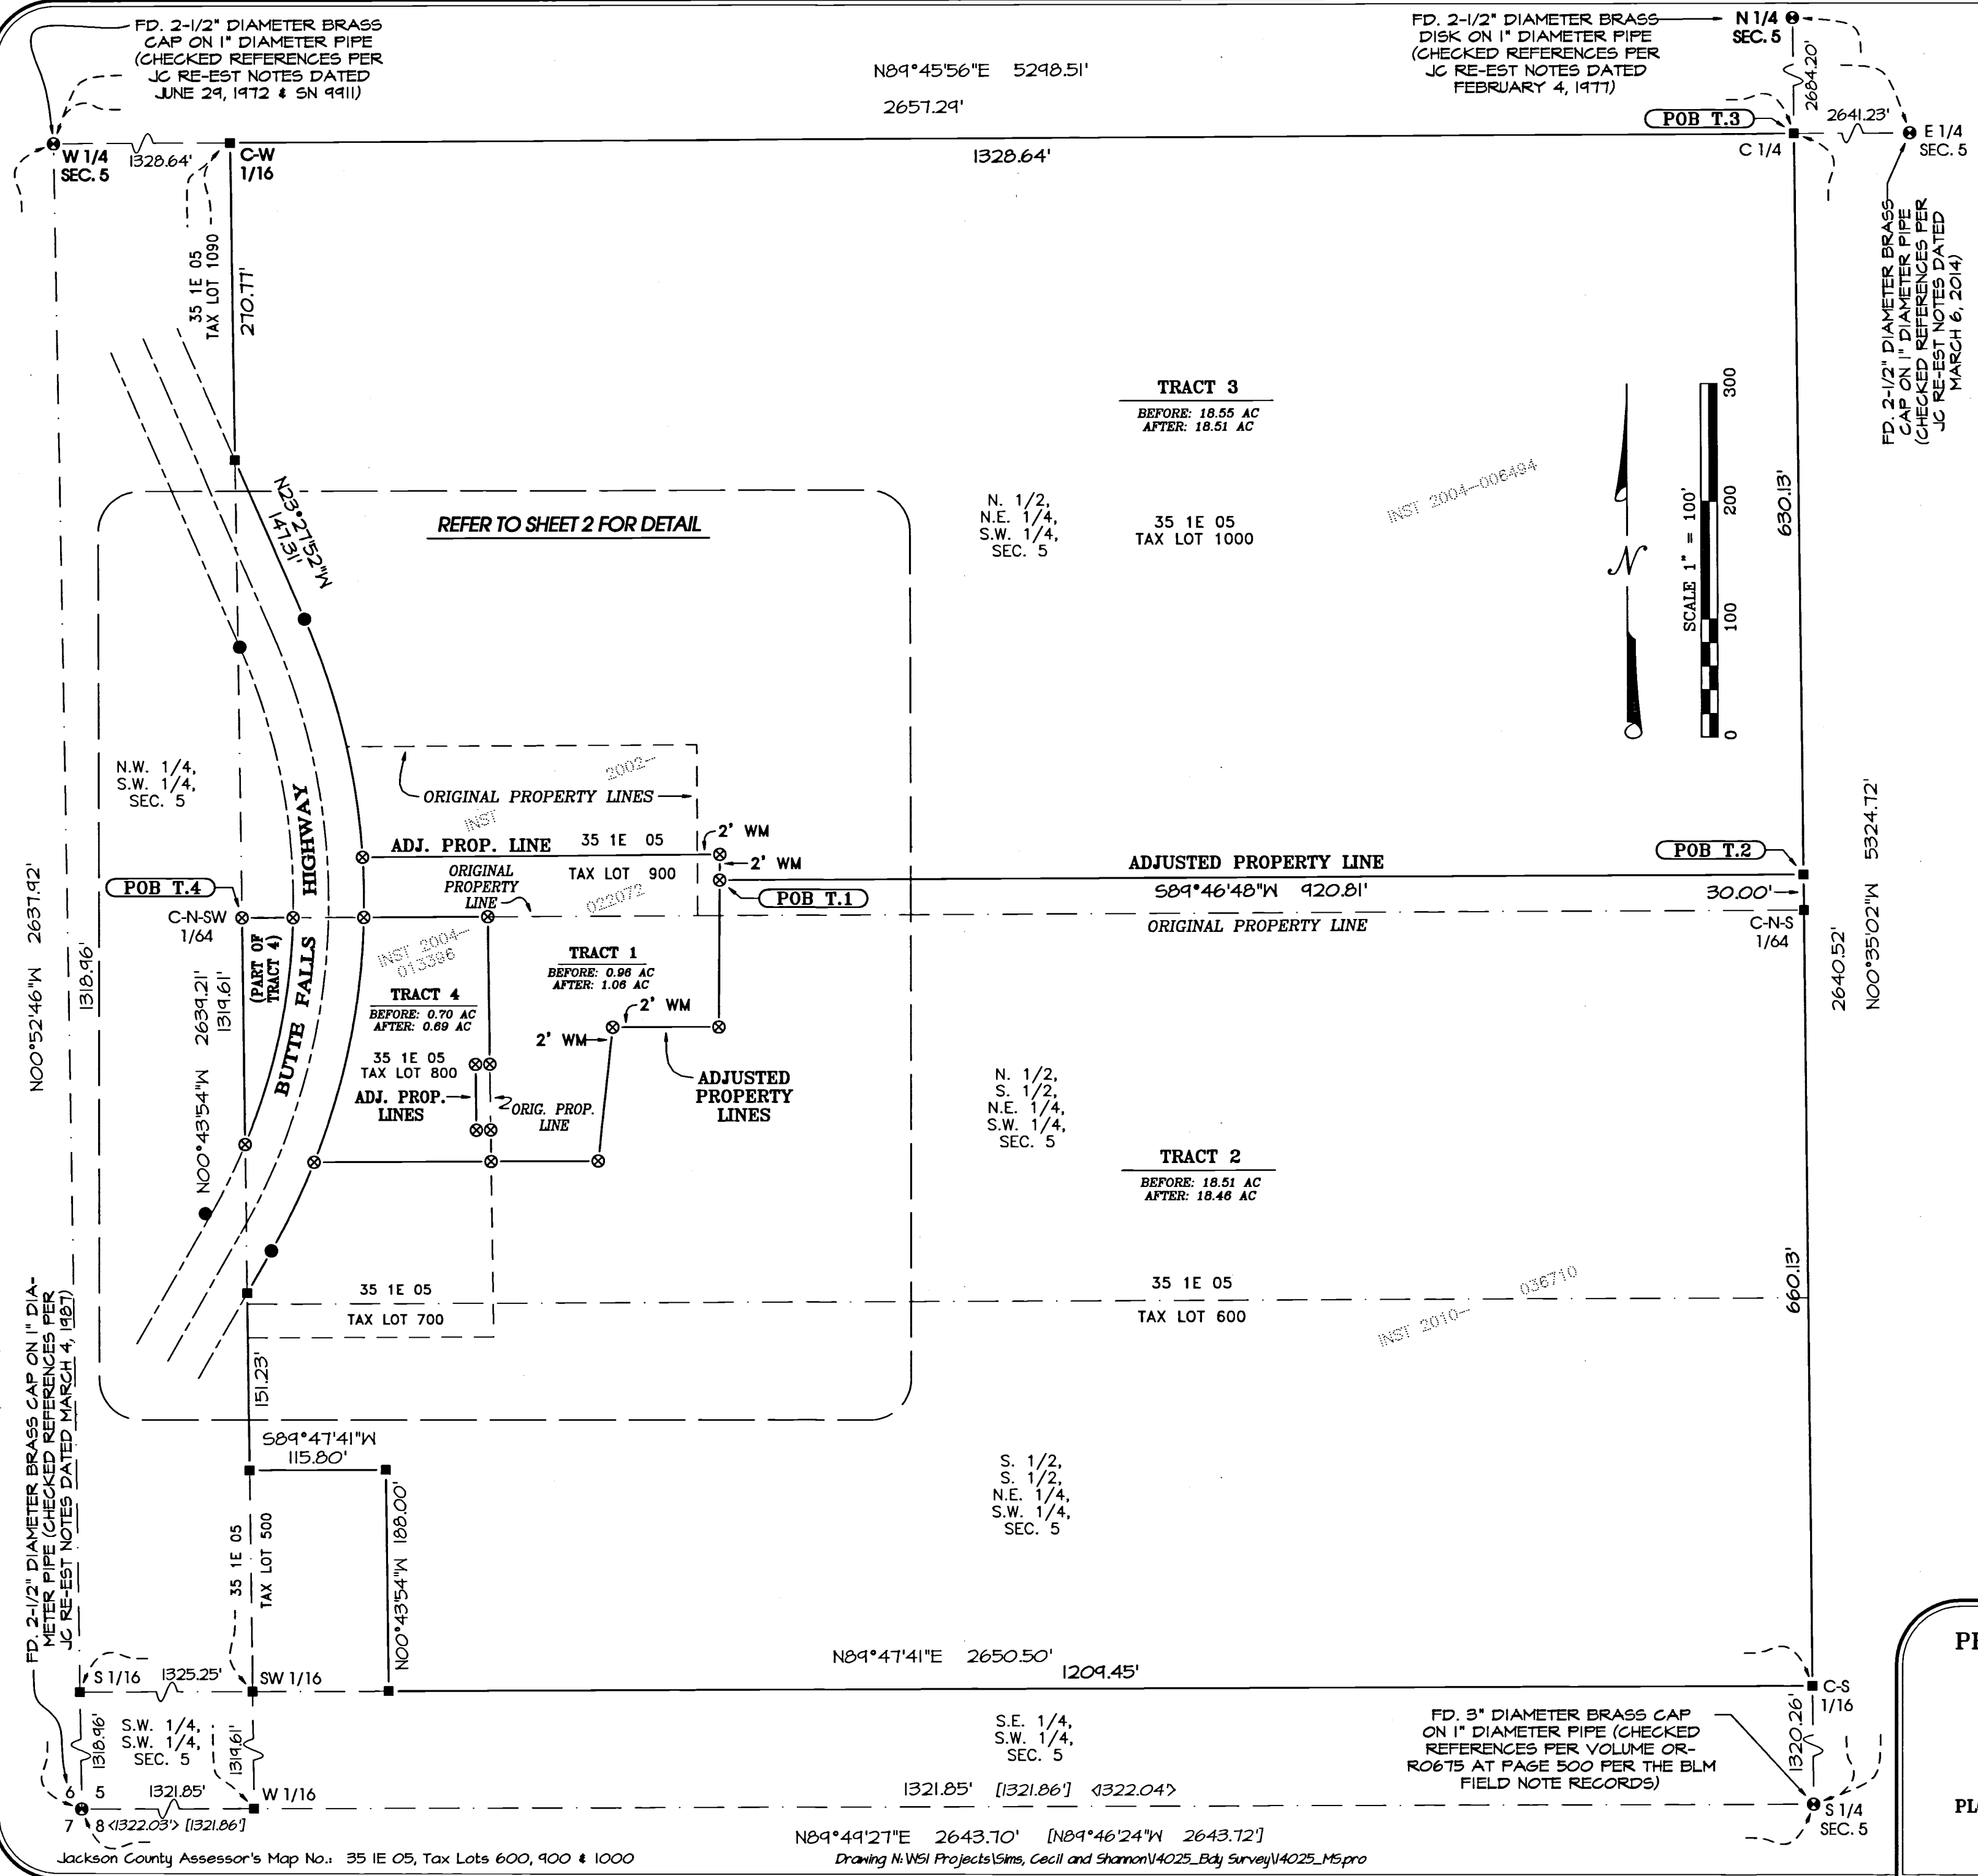 FD. 2-1/2" DIAMETER BRASS
CAP ON 1" DIAMETER PIPE
(CHECKED REFERENCES PER
JC RE-EST NOTES DATED
JUNE 29, 1972 & SN 9911)
N89°45'56"E 5298.51'
2657.29'
FD. 2-1/2" DIAMETER BRASS
DISK ON 1" DIAMETER PIPE
(CHECKED REFERENCES PER
JC RE-EST NOTES DATED
FEBRUARY 4, 1977)
N 1/4
SEC. 5
2684.20'
POB T.3
2641.23'
E 1/4
SEC. 5
C 1/4
W 1/4
SEC. 5
1328.64'
C-W
1/16
1328.64'
FD. 2-1/2" DIAMETER BRASS
CAP ON 1" DIAMETER PIPE
(CHECKED REFERENCES PER
JC RE-EST NOTES DATED
MARCH 6, 2014)
35 1E 05
TAX LOT 1090
270.77'
TRACT 3
BEFORE: 18.55 AC
AFTER: 18.51 AC
N23°27'52"W
147.31'
REFER TO SHEET 2 FOR DETAIL
N. 1/2,
N.E. 1/4,
S.W. 1/4,
SEC. 5
35 1E 05
TAX LOT 1000
INST 2004-006494
N
SCALE 1" = 100'
300
200
100
0
630.13'
N.W. 1/4,
S.W. 1/4,
SEC. 5
2002-
ORIGINAL PROPERTY LINES
INST
ADJ. PROP. LINE
35 1E 05
2' WM
2' WM
ORIGINAL
PROPERTY
LINE
TAX LOT 900
022072
POB T.1
ADJUSTED PROPERTY LINE
S89°46'48"W 920.81'
ORIGINAL PROPERTY LINE
POB T.2
30.00'
C-N-S
1/64
POB T.4
C-N-SW
1/64
BUTTE FALLS HIGHWAY
(PART OF
TRACT 4)
INST 2004-
013396
TRACT 1
BEFORE: 0.96 AC
AFTER: 1.06 AC
TRACT 4
BEFORE: 0.70 AC
AFTER: 0.69 AC
2' WM
2' WM
35 1E 05
TAX LOT 800
ADJ. PROP.
LINES
ORIG. PROP.
LINE
ADJUSTED
PROPERTY
LINES
N00°52'46"W 2637.92'
1318.96'
N00°43'54"W 2639.21'
1319.61'
N. 1/2,
S. 1/2,
N.E. 1/4,
S.W. 1/4,
SEC. 5
TRACT 2
BEFORE: 18.51 AC
AFTER: 18.46 AC
2640.52'
N00°35'02"W 5324.72'
660.13'
35 1E 05
TAX LOT 700
35 1E 05
TAX LOT 600
INST 2010-
036710
151.23'
S89°47'41"W
115.80'
N00°43'54"W 188.00'
35 1E 05
TAX LOT 500
S. 1/2,
S. 1/2,
N.E. 1/4,
S.W. 1/4,
SEC. 5
FD. 2-1/2" DIAMETER BRASS CAP ON 1" DIA-
METER PIPE (CHECKED REFERENCES PER
JC RE-EST NOTES DATED MARCH 4, 1987)
N89°47'41"E 2650.50'
1209.45'
S 1/16
1325.25'
SW 1/16
C-S
1/16
1320.26'
S.W. 1/4,
S.W. 1/4,
SEC. 5
1318.96'
1319.61'
S.E. 1/4,
S.W. 1/4,
SEC. 5
FD. 3" DIAMETER BRASS CAP
ON 1" DIAMETER PIPE (CHECKED
REFERENCES PER VOLUME OR-
R0675 AT PAGE 500 PER THE BLM
FIELD NOTE RECORDS)
6 5
7 8
1321.85'
<1322.03'> [1321.86']
W 1/16
1321.85' [1321.86'] <1322.04'>
S 1/4
SEC. 5
N89°49'27"E 2643.70' [N89°46'24"W 2643.72']
Jackson County Assessor's Map No.: 35 1E 05, Tax Lots 600, 900 & 1000
Drawing N:\WSI Projects\Sims, Cecil and Shannon\14025_Bdy Survey\14025_MS.pro